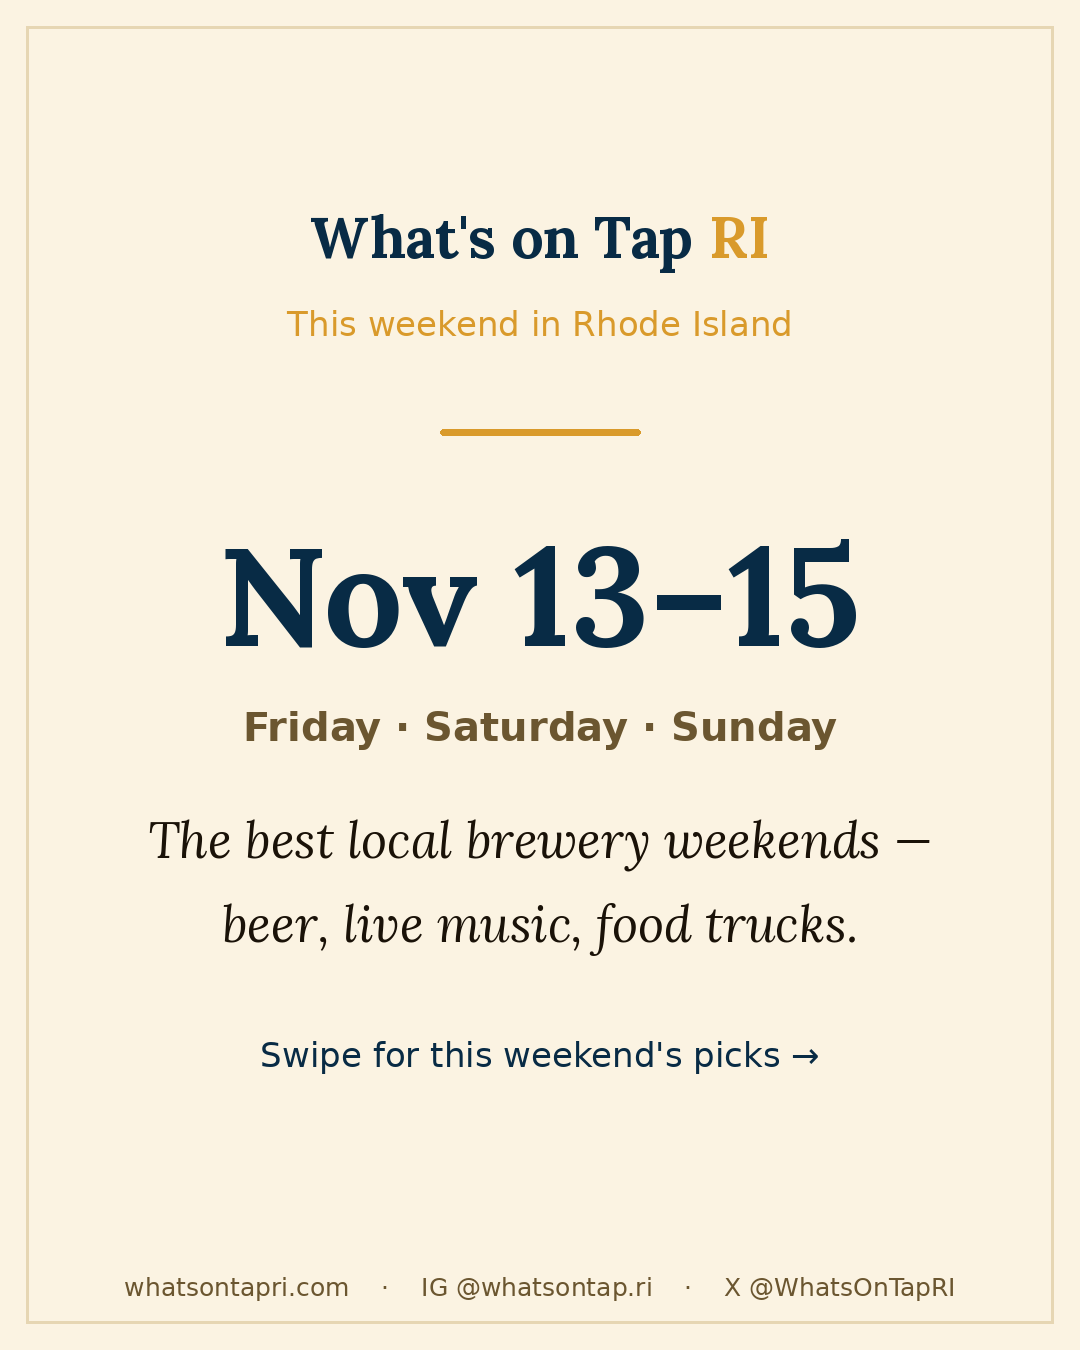 What's on Tap RI
This weekend in Rhode Island
Nov 13–15
Friday · Saturday · Sunday
The best local brewery weekends —
beer, live music, food trucks.
Swipe for this weekend's picks →
whatsontapri.com · IG @whatsontap.ri · X @WhatsOnTapRI